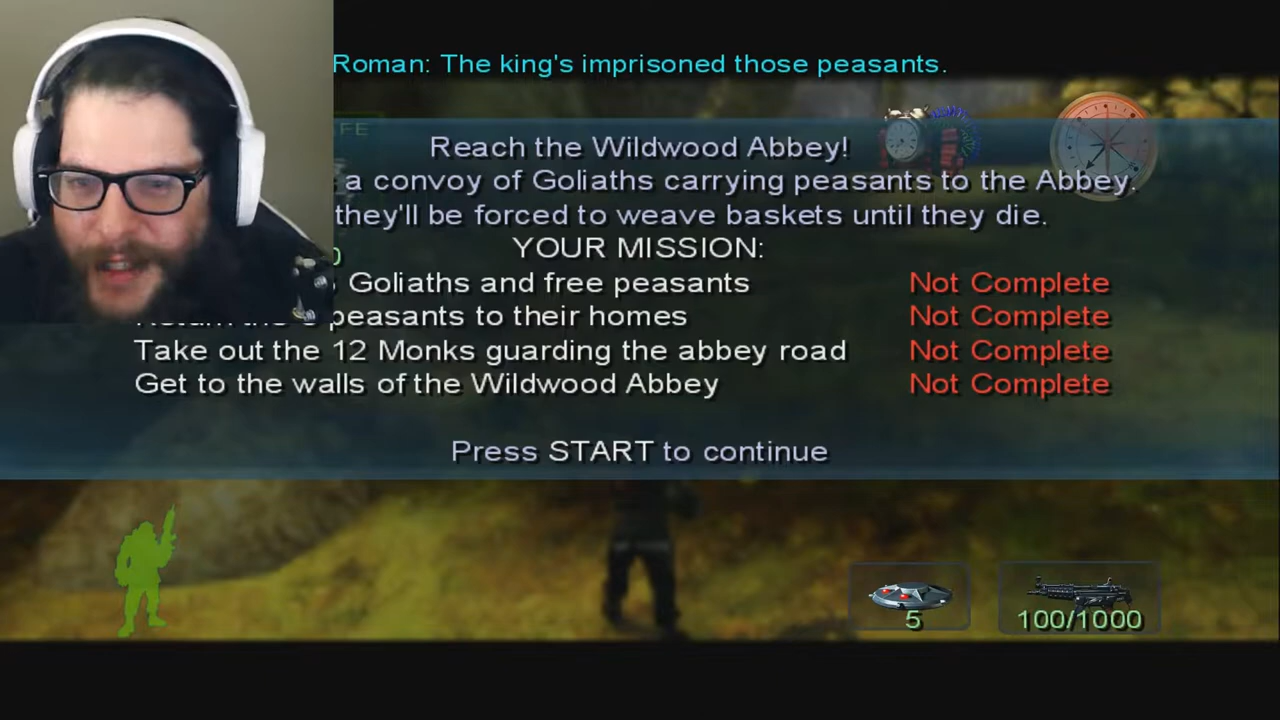 Roman: The king's imprisoned those peasants.
IFE
Reach the Wildwood Abbey!
a convoy of Goliaths carrying peasants to the Abbey.
they'll be forced to weave baskets until they die.
0
YOUR MISSION:
Goliaths and free peasants Not Complete
peasants to their homes Not Complete
Take out the 12 Monks guarding the abbey road Not Complete
Get to the walls of the Wildwood Abbey Not Complete
Press START to continue
5
100/1000